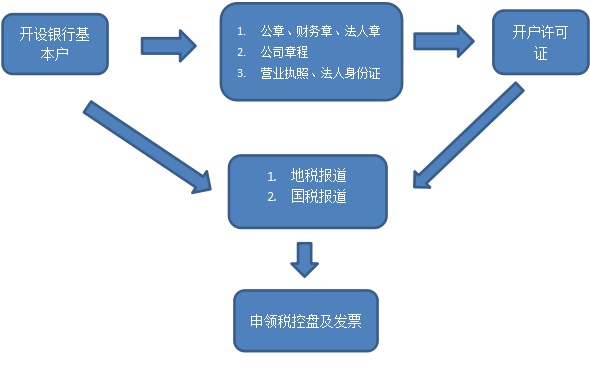 开设银行基
本户
1. 公章、财务章、法人章
2. 公司章程
3. 营业执照、法人身份证
开户许可
证
1. 地税报道
2. 国税报道
申领税控盘及发票